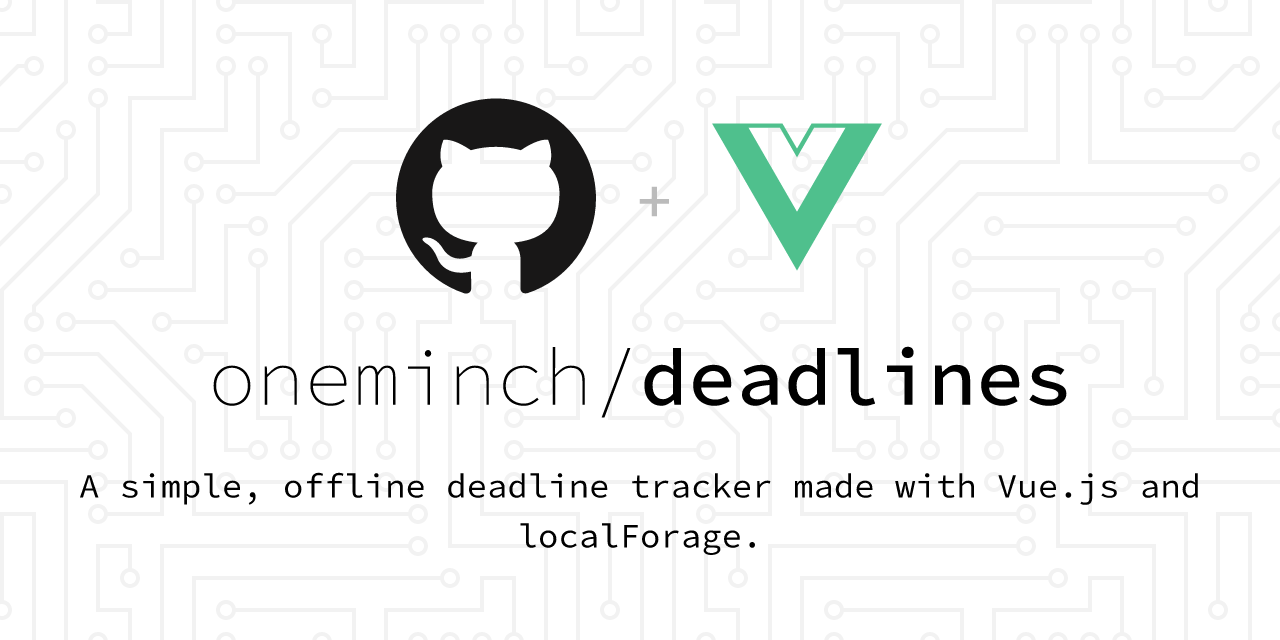 +
oneminch/deadlines
A simple, offline deadline tracker made with Vue.js and
localForage.